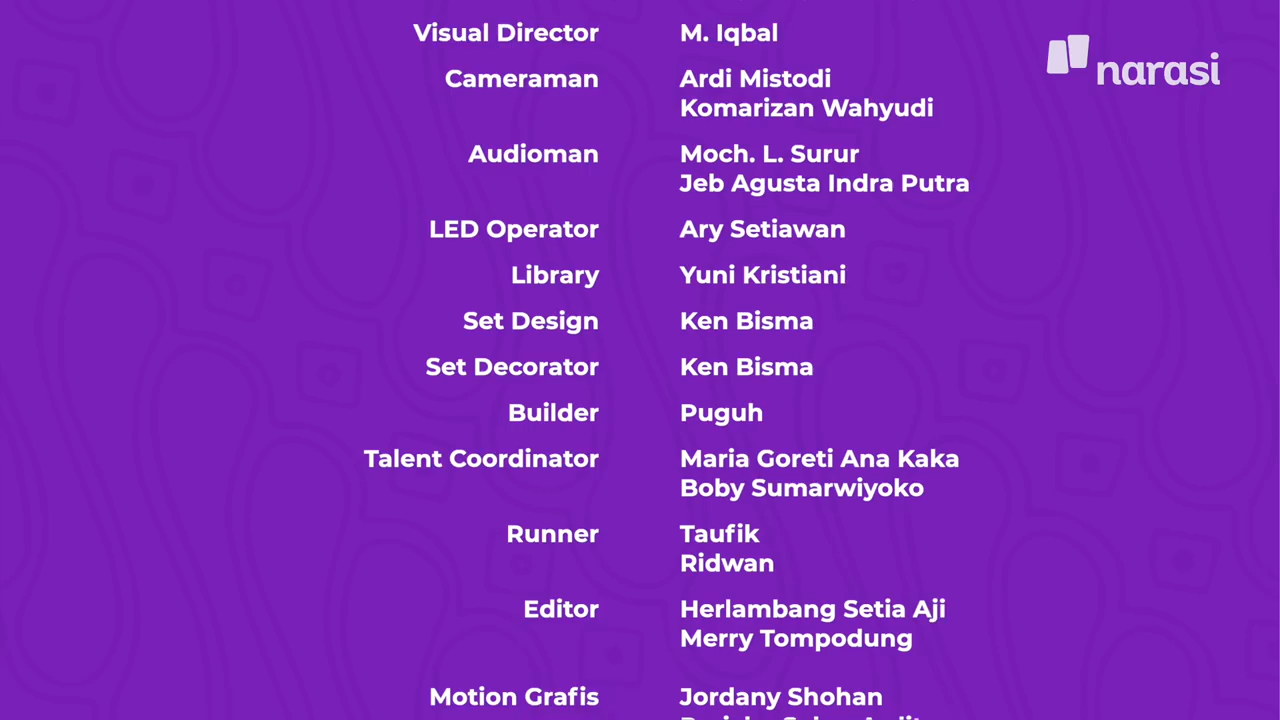 Visual Director M. Iqbal
narasi
Cameraman Ardi Mistodi
Komarizan Wahyudi
Audioman Moch. L. Surur
Jeb Agusta Indra Putra
LED Operator Ary Setiawan
Library Yuni Kristiani
Set Design Ken Bisma
Set Decorator Ken Bisma
Builder Puguh
Talent Coordinator Maria Goreti Ana Kaka
Boby Sumarwiyoko
Runner Taufik
Ridwan
Editor Herlambang Setia Aji
Merry Tompodung
Motion Grafis Jordany Shohan